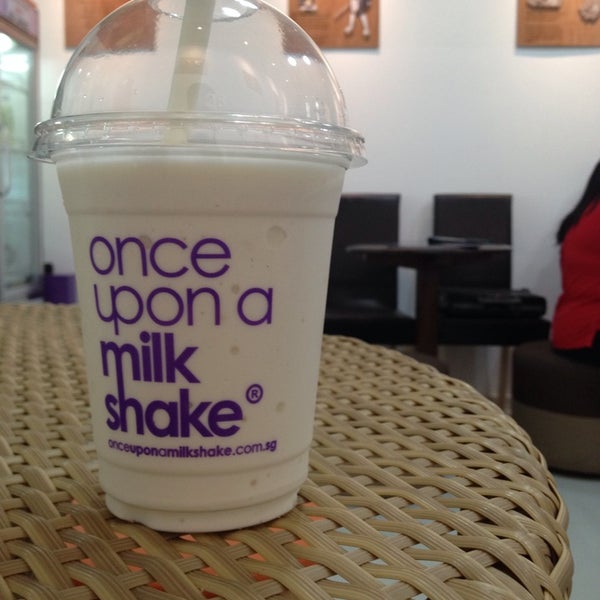 once
upon a
milk
shake®
onceuponamilkshake.com.sg